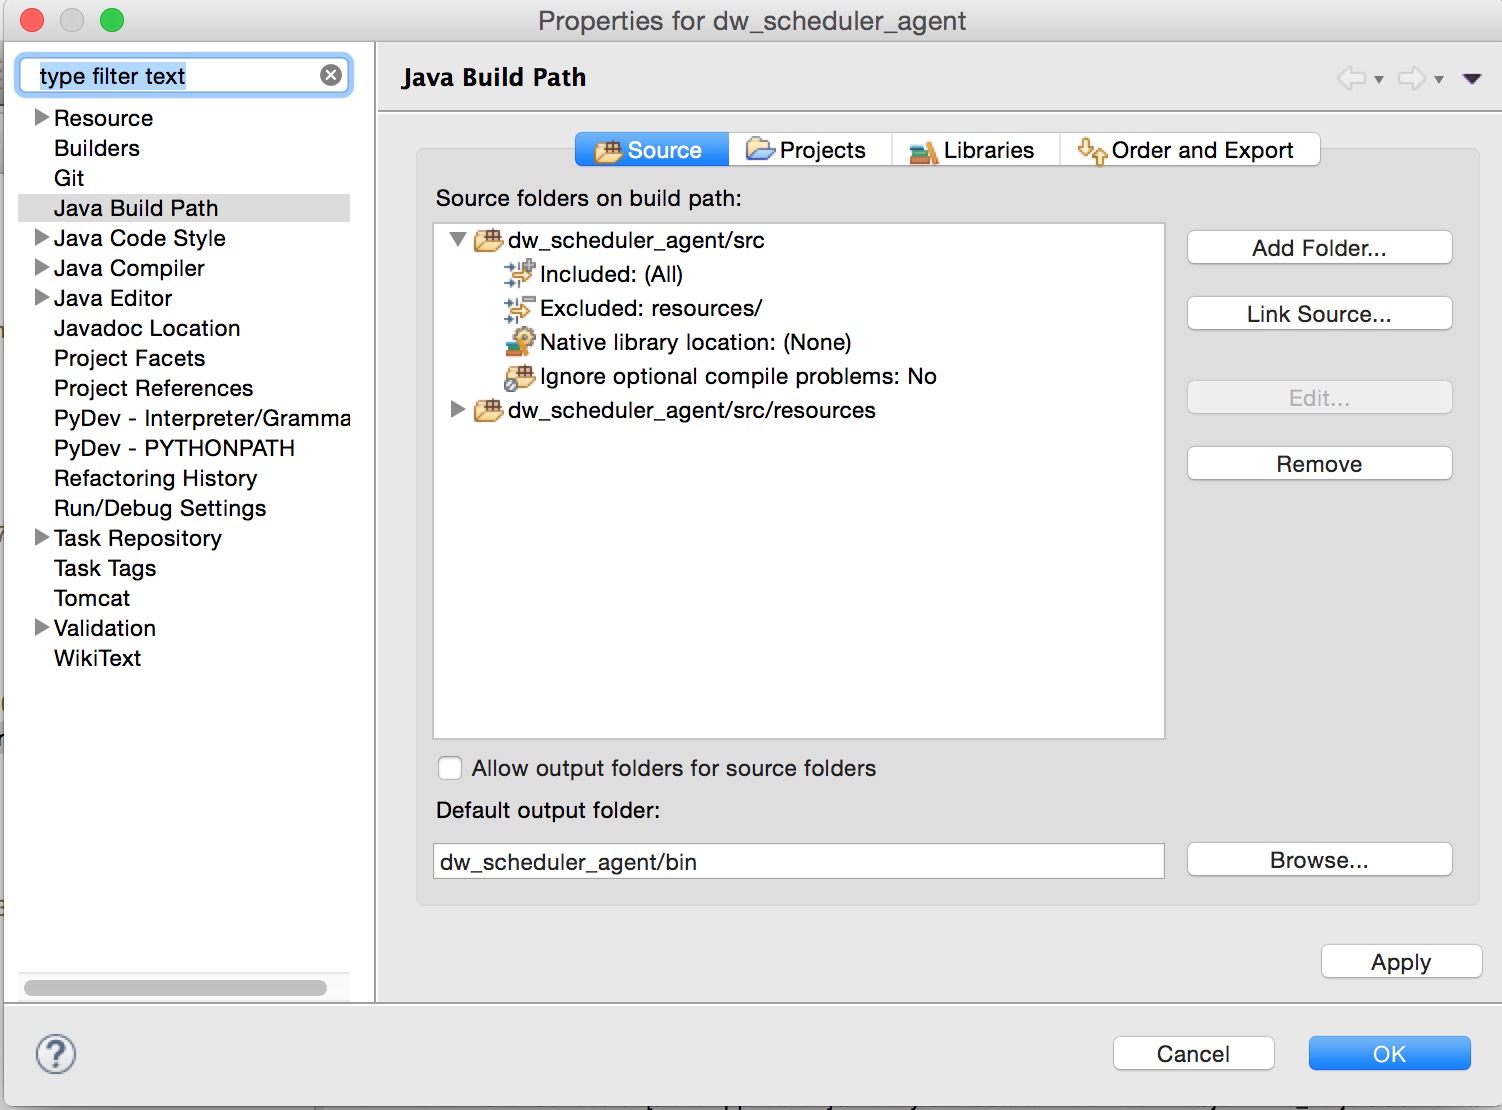 Properties for dw_scheduler_agent
type filter text
Resource
Builders
Git
Java Build Path
Java Code Style
Java Compiler
Java Editor
Javadoc Location
Project Facets
Project References
PyDev - Interpreter/Gramma
PyDev - PYTHONPATH
Refactoring History
Run/Debug Settings
Task Repository
Task Tags
Tomcat
Validation
WikiText
Java Build Path
Source Projects Libraries Order and Export
Source folders on build path:
dw_scheduler_agent/src
Included: (All)
Excluded: resources/
Native library location: (None)
Ignore optional compile problems: No
dw_scheduler_agent/src/resources
Add Folder...
Link Source...
Edit...
Remove
Allow output folders for source folders
Default output folder:
dw_scheduler_agent/bin
Browse...
Apply
?
Cancel
OK